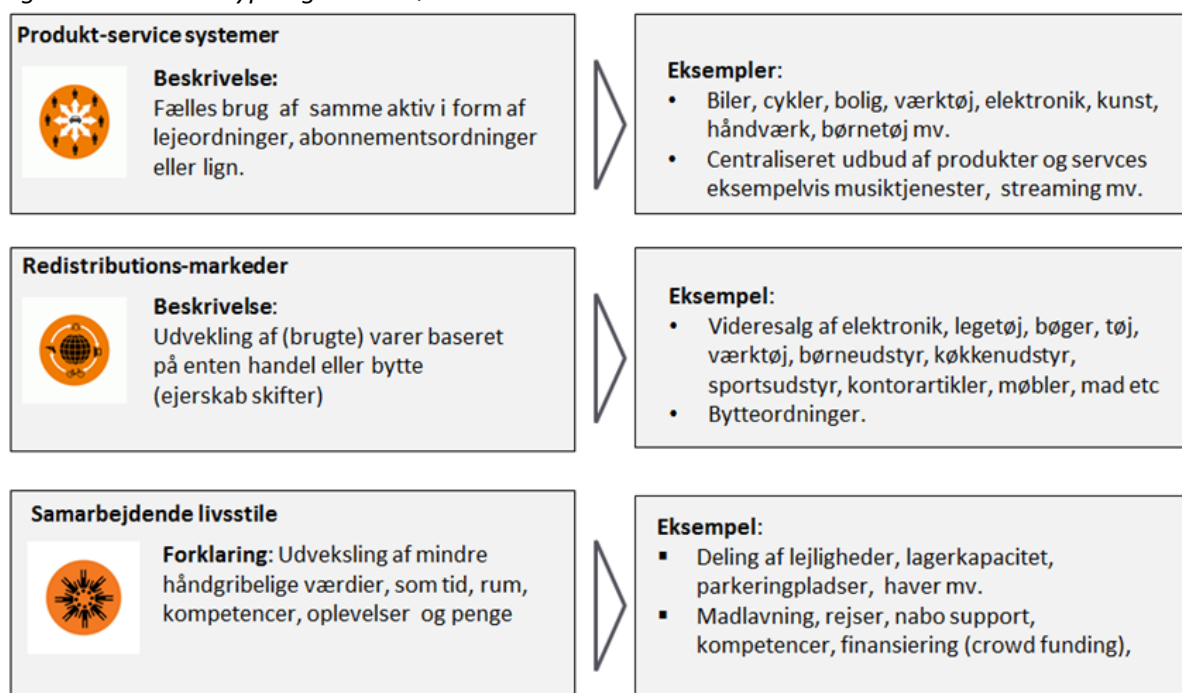 Produkt-service systemer
Beskrivelse:
Fælles brug af samme aktiv i form af
lejeordninger, abonnementsordninger
eller lign.
Eksempler:
• Biler, cykler, bolig, værktøj, elektronik, kunst,
håndværk, børnetøj mv.
• Centraliseret udbud af produkter og servces
eksempelvis musiktjenester, streaming mv.
Redistributions-markeder
Beskrivelse:
Udvekling af (brugte) varer baseret
på enten handel eller bytte
(ejerskab skifter)
Eksempel:
• Videresalg af elektronik, legetøj, bøger, tøj,
værktøj, børneudstyr, køkkenudstyr,
sportsudstyr, kontorartikler, møbler, mad etc
• Bytteordninger.
Samarbejdende livsstile
Forklaring: Udveksling af mindre
håndgribelige værdier, som tid, rum,
kompetencer, oplevelser og penge
Eksempel:
▪ Deling af lejligheder, lagerkapacitet,
parkeringpladser, haver mv.
▪ Madlavning, rejser, nabo support,
kompetencer, finansiering (crowd funding),